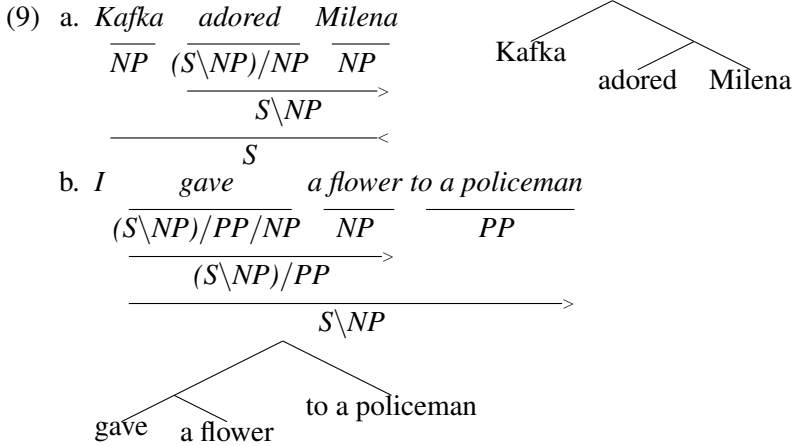 (9) a. Kafka adored Milena
NP (S\NP)/NP NP
>
S\NP
<
S
Kafka
adored Milena
b. I gave a flower to a policeman
(S\NP)/PP/NP NP PP
>
(S\NP)/PP
>
S\NP
gave a flower to a policeman